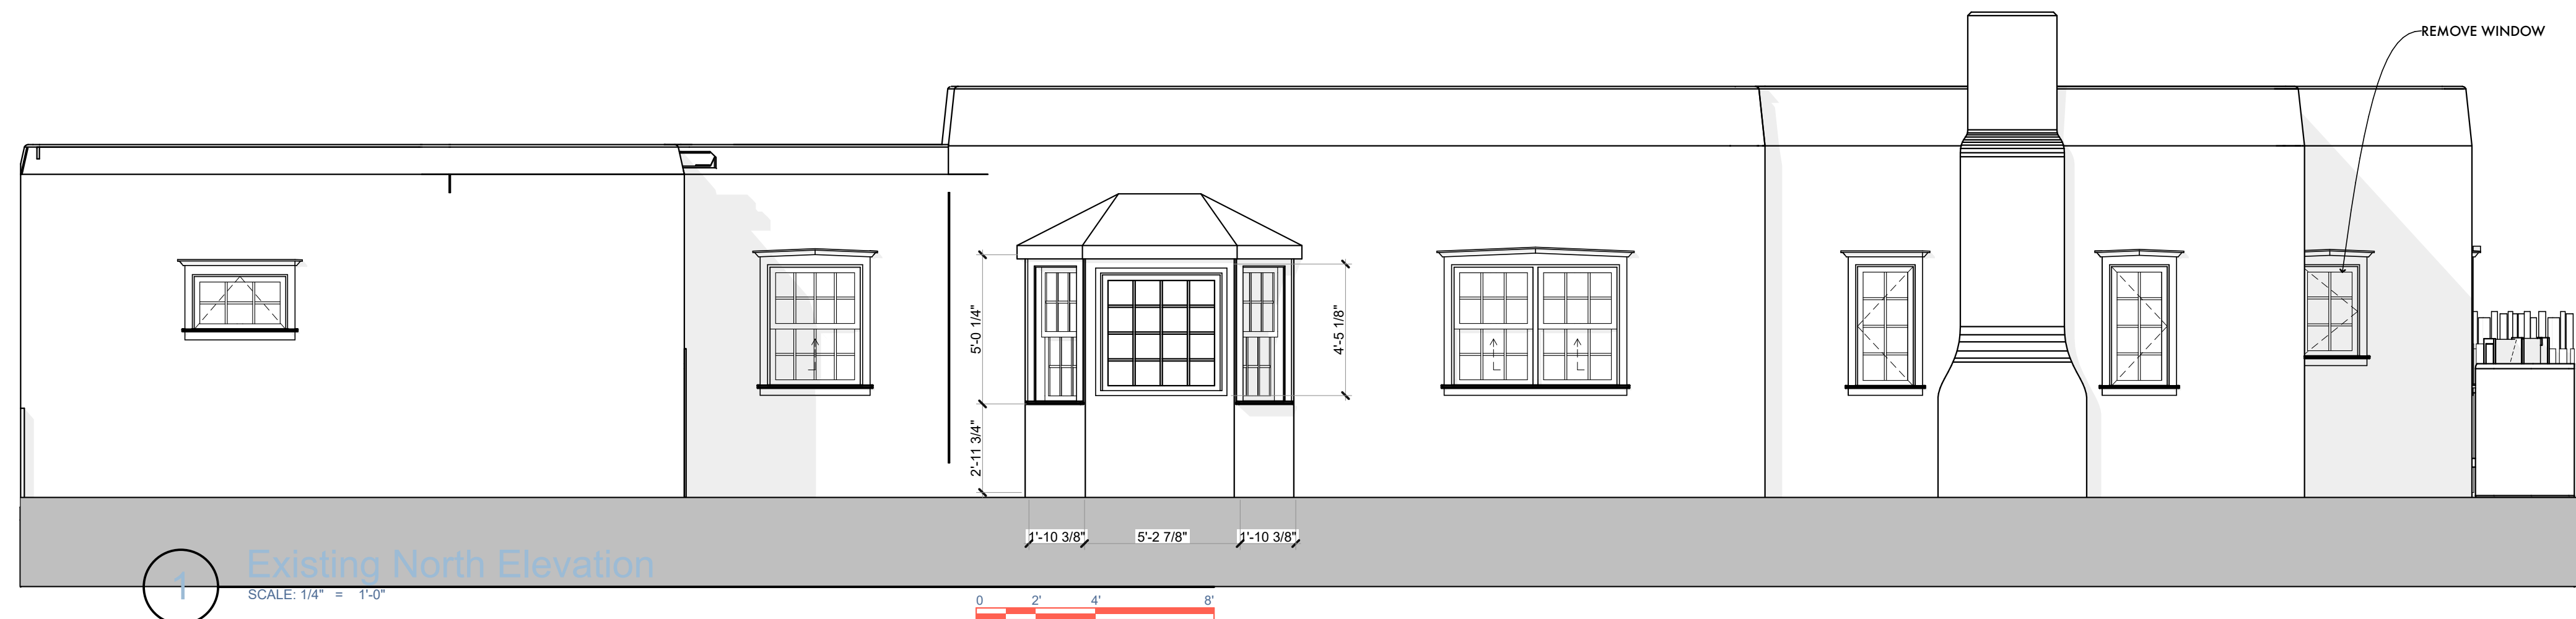 REMOVE WINDOW
5'-0 1/4"
4'-5 1/8"
2'-11 3/4"
1'-10 3/8" 5'-2 7/8" 1'-10 3/8"
1 Existing North Elevation
SCALE: 1/4" = 1'-0"
0 2' 4' 8'